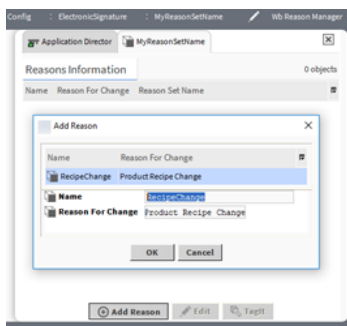 Config : ElectronicSignature : MyReasonSetName Wb Reason Manager
Application Director MyReasonSetName
Reasons Information 0 objects
Name Reason For Change Reason Set Name
Add Reason
Name Reason For Change
RecipeChange Product Recipe Change
Name RecipeChange
Reason For Change Product Recipe Change
OK Cancel
Add Reason Edit TagIt